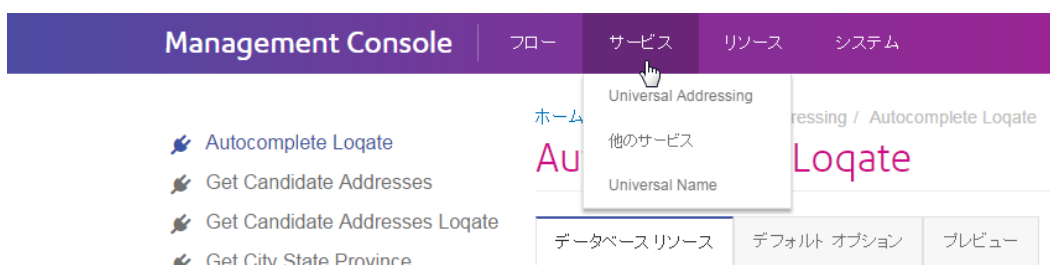 Management Console フロー サービス リソース システム
Universal Addressing
他のサービス
Universal Name
ホーム ressing / Autocomplete Loqate
Au Loqate
Autocomplete Loqate
Get Candidate Addresses
Get Candidate Addresses Loqate
Get City State Province
データベース リソース デフォルト オプション プレビュー